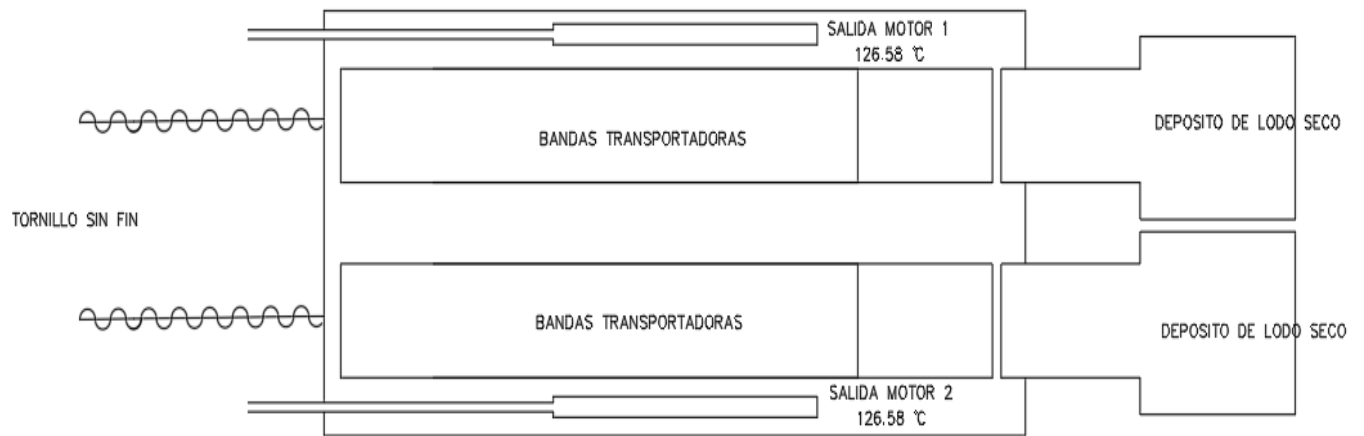 SALIDA MOTOR 1
126.58 °C
DEPOSITO DE LODO SECO
BANDAS TRANSPORTADORAS
TORNILLO SIN FIN
BANDAS TRANSPORTADORAS
DEPOSITO DE LODO SECO
SALIDA MOTOR 2
126.58 °C